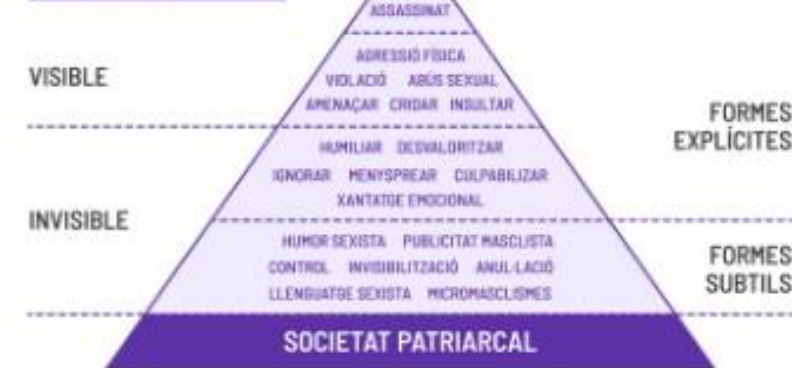 ASSASSINAT
AGRESSIÓ FÍSICA
VISIBLE
VIOLACIÓ ABÚS SEXUAL
AMENAÇAR CRIDAR INSULTAR
FORMES
EXPLÍCITES
HUMILIAR DESVALORITZAR
IGNORAR MENYSPREAR CULPABILIZAR
XANTATGE EMOCIONAL
INVISIBLE
HUMOR SEXISTA PUBLICITAT MASCLISTA
CONTROL INVISIBILITZACIÓ ANUL·LACIÓ
LLENGUATGE SEXISTA MICROMASCLISMES
FORMES
SUBTILS
SOCIETAT PATRIARCAL